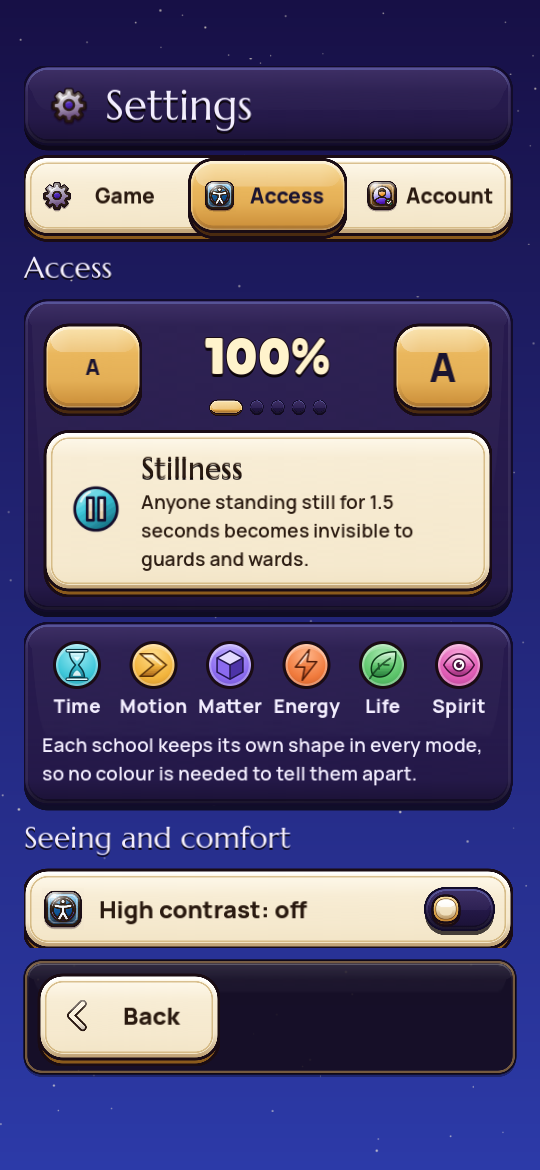 Settings
Game
Access
Account
Access
A
100%
A
Stillness
Anyone standing still for 1.5
seconds becomes invisible to
guards and wards.
Time
Motion
Matter
Energy
Life
Spirit
Each school keeps its own shape in every mode,
so no colour is needed to tell them apart.
Seeing and comfort
High contrast: off
Back